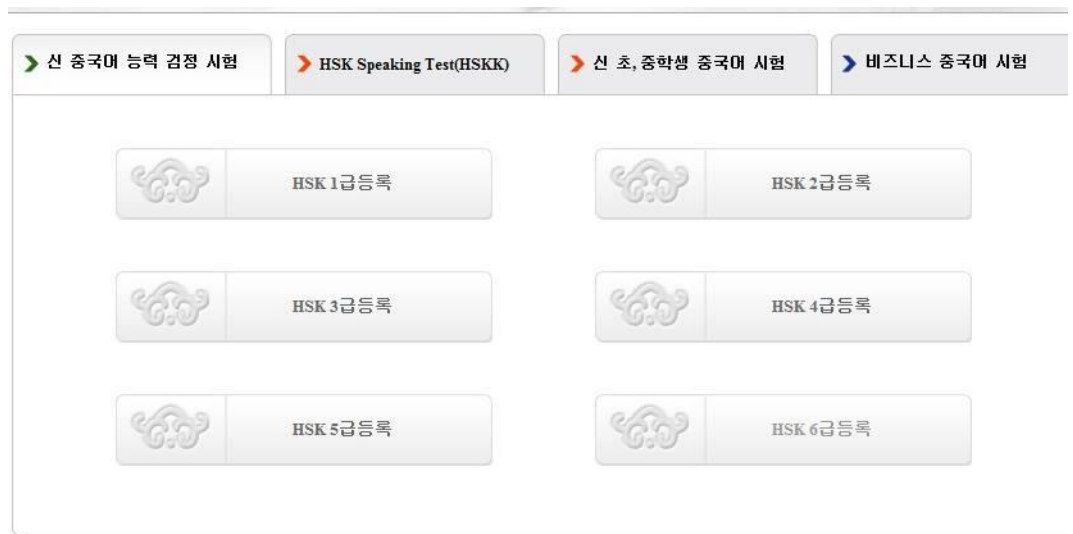 신 중국어 능력 검정 시험
HSK Speaking Test(HSKK)
신 초,중학생 중국어 시험
비즈니스 중국어 시험
HSK 1급등록
HSK 2급등록
HSK 3급등록
HSK 4급등록
HSK 5급등록
HSK 6급등록